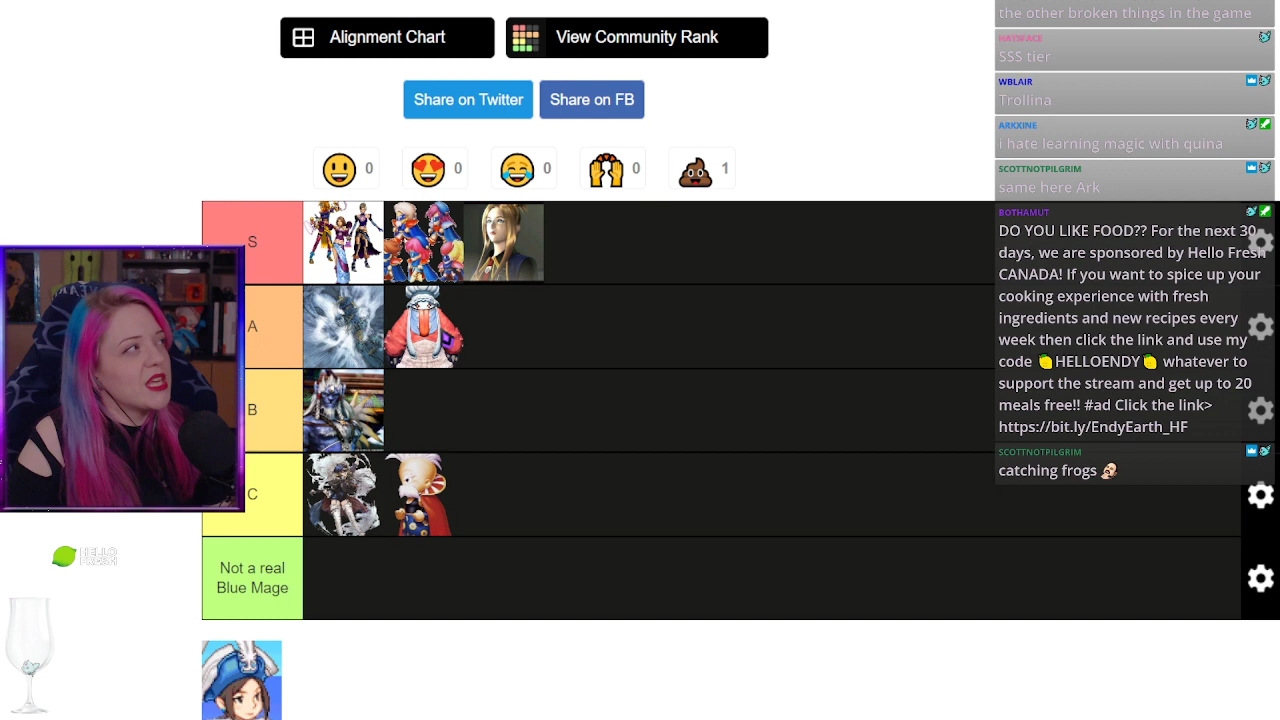 Alignment Chart
View Community Rank
Share on Twitter
Share on FB
0
0
0
0
1
S
A
B
C
Not a real
Blue Mage
HELLO
FRESH
the other broken things in the game
HATSFACE
SSS tier
WBLAIR
Trollina
ARKXINE
i hate learning magic with quina
SCOTTNOTPILGRIM
same here Ark
BOTHAMUT
DO YOU LIKE FOOD?? For the next 30
days, we are sponsored by Hello Fresh
CANADA! If you want to spice up your
cooking experience with fresh
ingredients and new recipes every
week then click the link and use my
code 🍋HELLOENDY🍋 whatever to
support the stream and get up to 20
meals free!! #ad Click the link>
https://bit.ly/EndyEarth_HF
SCOTTNOTPILGRIM
catching frogs